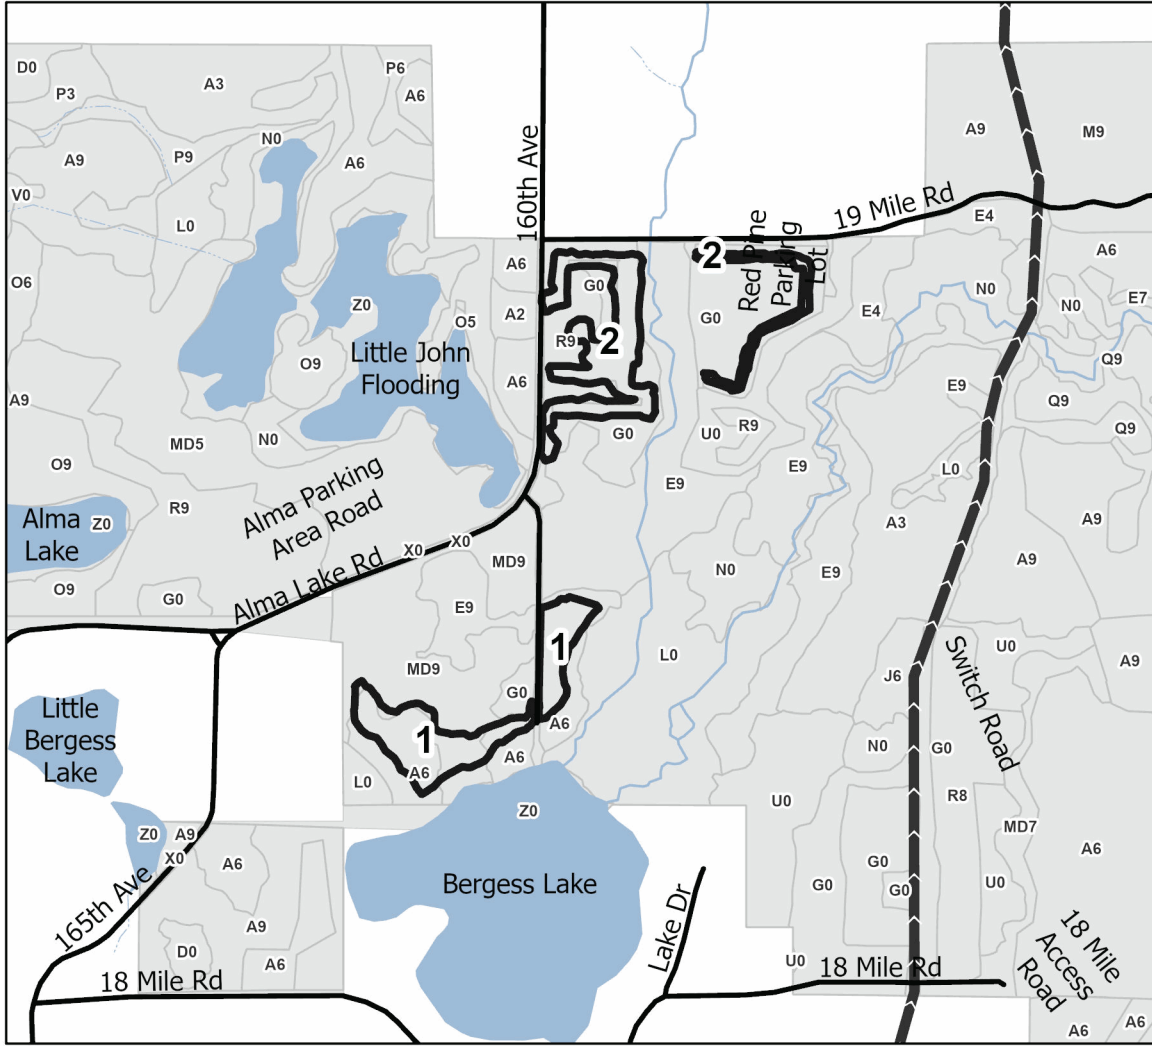 D0
P3
A3
P6
A6
N0
A9
P9
A6
V0
L0
160th Ave
A9
M9
19 Mile Rd
E4
A6
2
Red Pine
Parking
Lot
A6
O6
Z0
G0
A2
O5
R9
2
G0
E4
N0
N0
E7
O9
Little John
Flooding
A6
Q9
A9
E9
Q9
MD5
N0
G0
U0
R9
Q9
O9
E9
E9
L0
R9
Alma Parking
Area Road
Alma
Lake
Z0
A3
A9
X0
X0
MD9
A9
O9
G0
Alma Lake Rd
E9
N0
E9
1
L0
U0
A9
MD9
J6
Switch Road
G0
A6
Little
Bergess
Lake
1
A6
A6
L0
N0
G0
Z0
U0
R8
MD7
Z0
A9
X0
A6
A6
G0
G0
G0
U0
Bergess Lake
165th Ave
A9
D0
A6
Lake Dr
18 Mile
Access
Road
U0
18 Mile Rd
18 Mile Rd
A6
A6